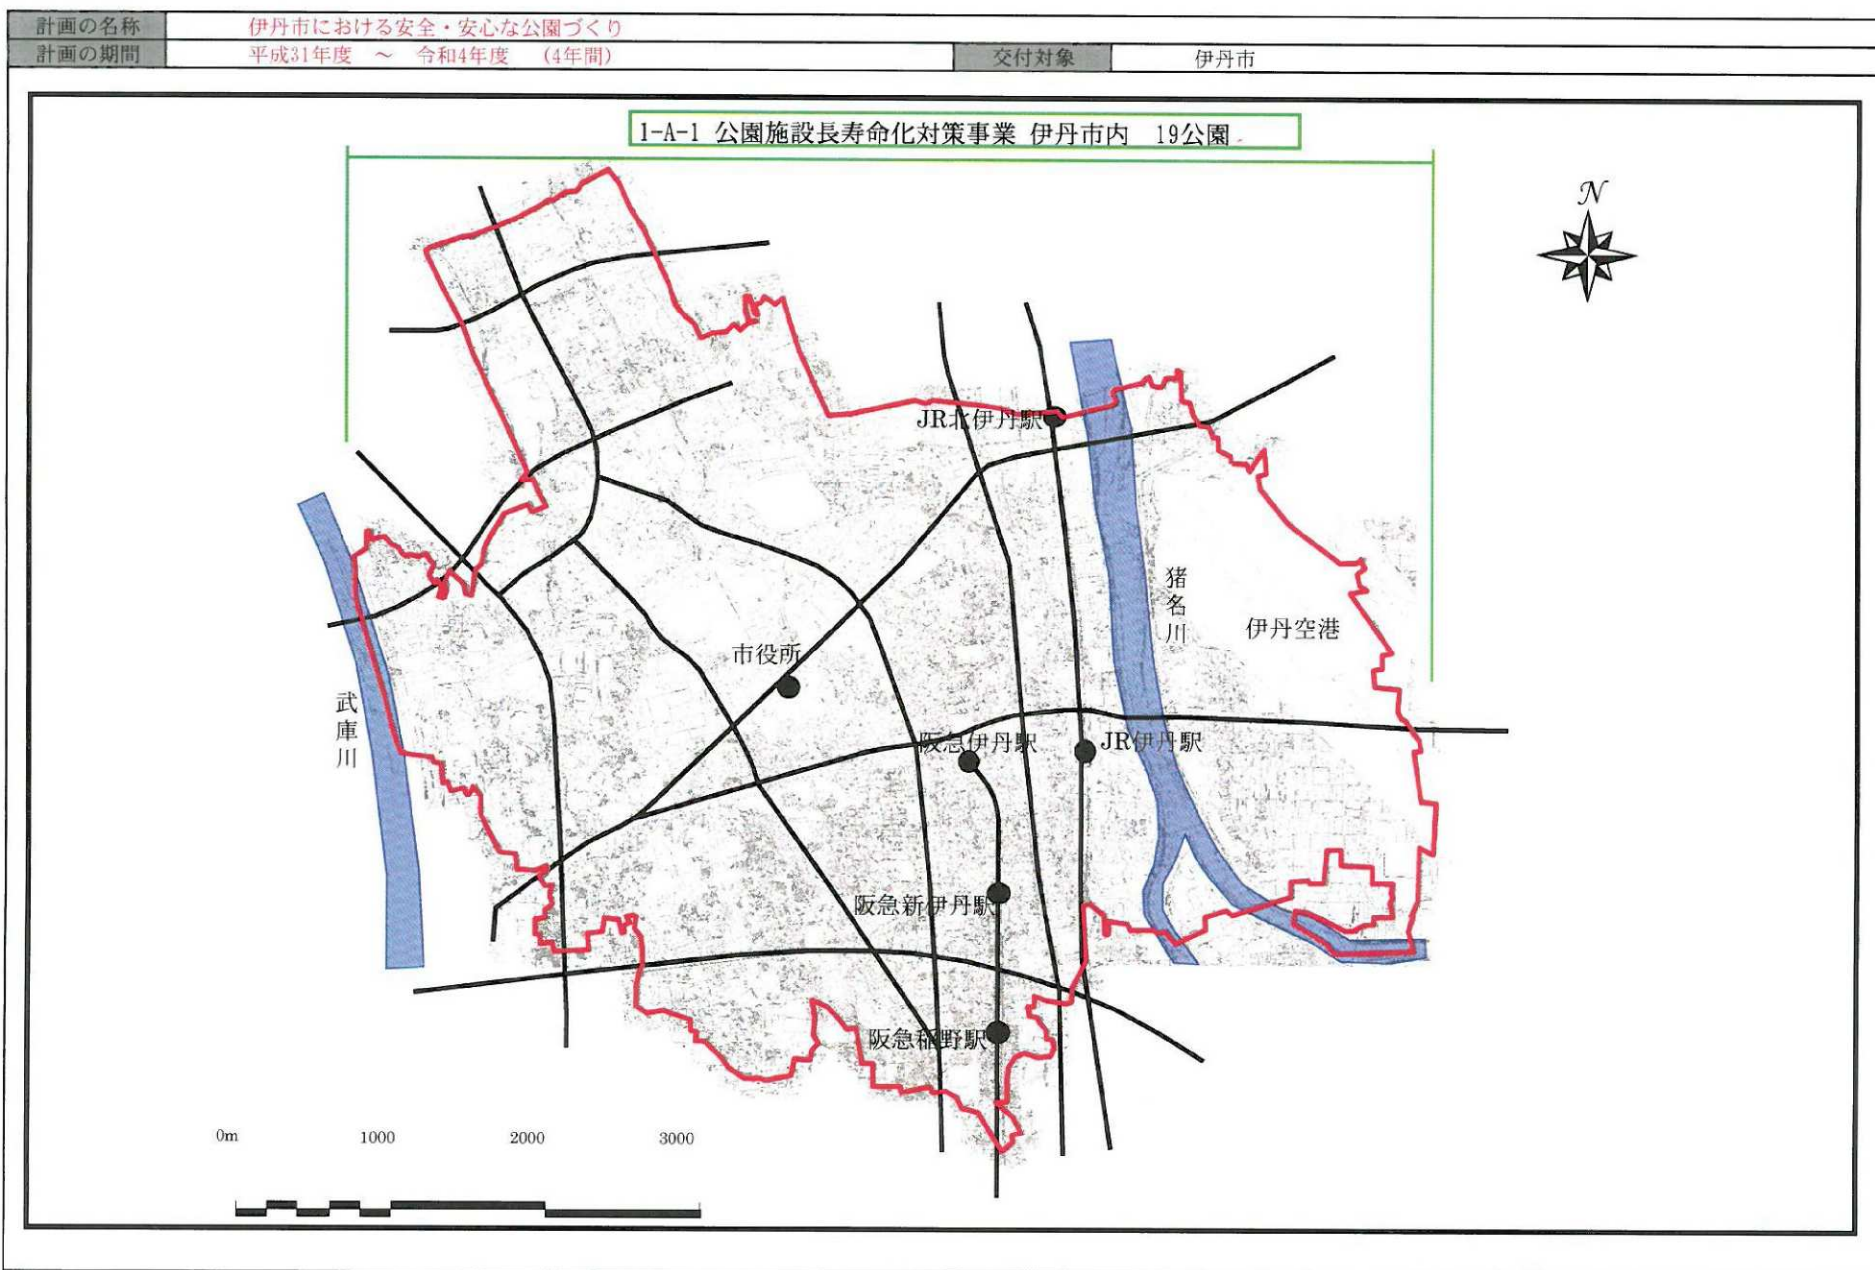 計画の名称 伊丹市における安全・安心な公園づくり
計画の期間 平成31年度 ～ 令和4年度 (4年間) 交付対象 伊丹市
1-A-1 公園施設長寿命化対策事業 伊丹市内 19公園
N
JR北伊丹駅
猪名川
伊丹空港
市役所
武庫川
阪急伊丹駅
JR伊丹駅
阪急新伊丹駅
阪急稲野駅
0m 1000 2000 3000